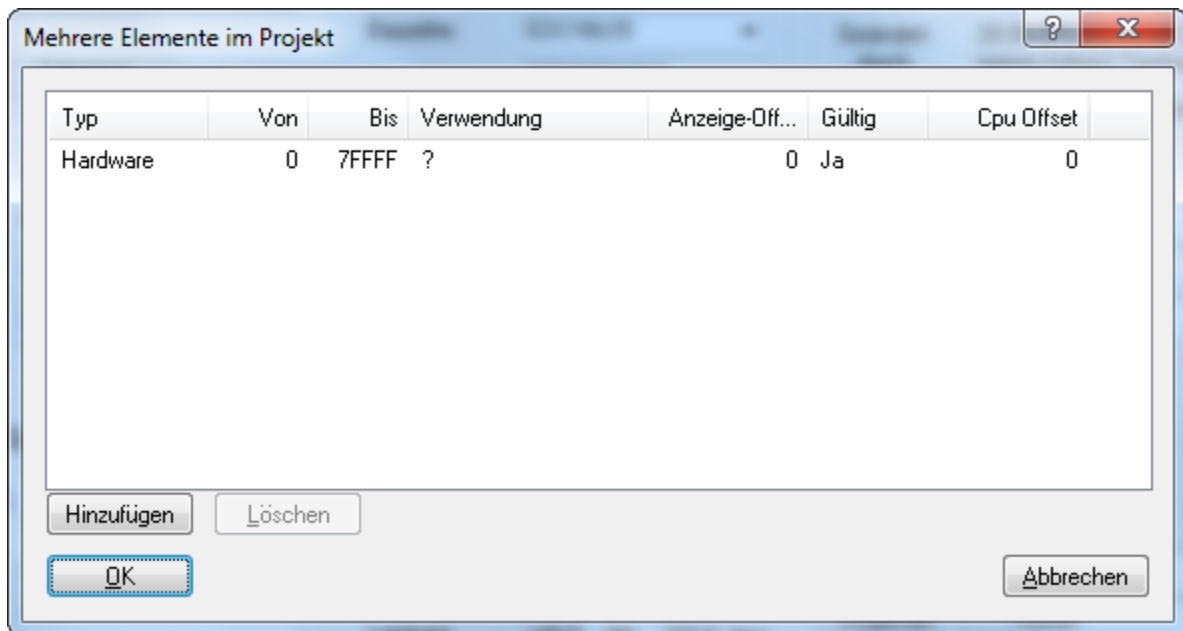 Mehrere Elemente im Projekt
Typ Von Bis Verwendung Anzeige-Off... Gültig Cpu Offset
Hardware 0 7FFFF ? 0 Ja 0
Hinzufügen Löschen
OK Abbrechen